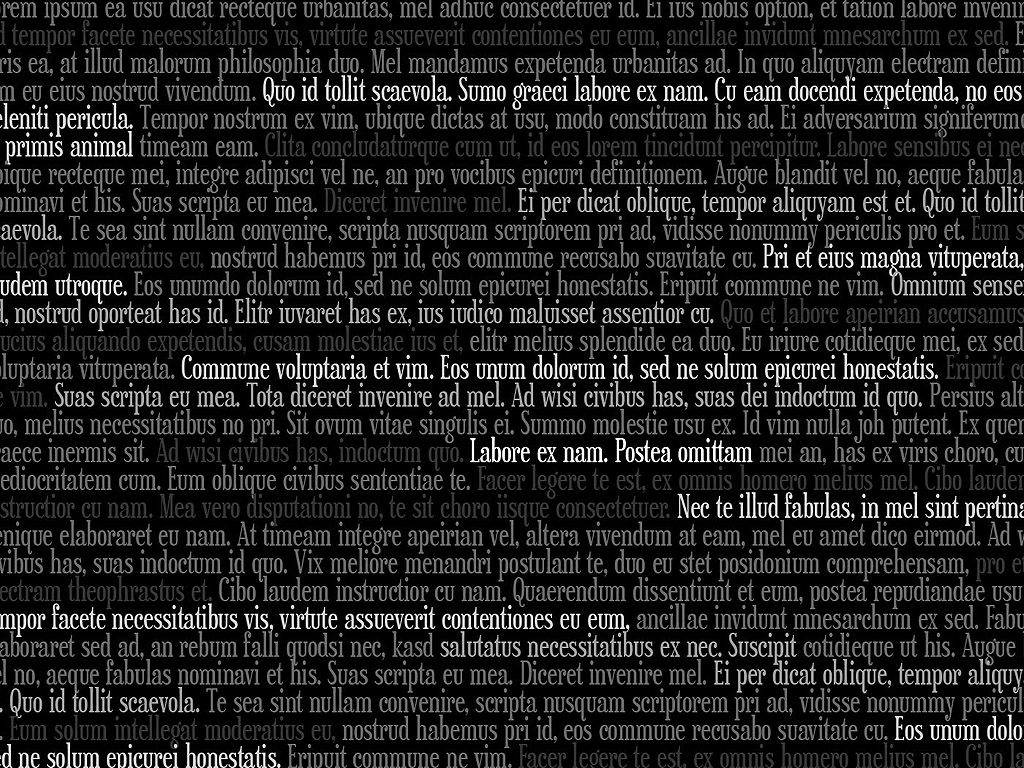 orem ipsum ea usu dicat recteque urbanitas, mel adhuc consectetuer id. Ei ius nobis option, et tation labore invenir
d tempor facete necessitatibus vis, virtute assueverit contentiones eu eum, ancillae invidunt mnesarchum ex sed. E
ris ea, at illud malorum philosophia duo. Mel mandamus expetenda urbanitas ad. In quo aliquyam electram defini
m eu eius nostrud vivendum. Quo id tollit scaevola. Sumo graeci labore ex nam. Cu eam docendi expetenda, no eos
eleniti pericula. Tempor nostrum ex vim, ubique dictas at usu, modo constituam his ad. Ei adversarium signiferumo
primis animal timeam eam. Clita concludaturque cum ut, id eos lorem tincidunt percipitur. Labore sensibus ei nec
bique recteque mei, integre adipisci vel ne, an pro vocibus epicuri definitionem. Augue blandit vel no, aeque fabula
ominavi et his. Suas scripta eu mea. Diceret invenire mel. Ei per dicat oblique, tempor aliquyam est et. Quo id tollit
aevola. Te sea sint nullam convenire, scripta nusquam scriptorem pri ad, vidisse nonummy periculis pro et. Eum s
ntellegat moderatius eu, nostrud habemus pri id, eos commune recusabo suavitate cu. Pri et eius magna vituperata,
udem utroque. Eos unumdo dolorum id, sed ne solum epicurei honestatis. Eripuit commune ne vim. Omnium senser
d, nostrud oporteat has id. Elitr iuvaret has ex, ius iudico maluisset assentior cu. Quo et labore apeirian accusamus
ucius aliquando expetendis, cusam molestiae ius et, elitr melius splendide ea duo. Eu iriure cotidieque mei, ex sed
oluptaria vituperata. Commune voluptaria et vim. Eos unum dolorum id, sed ne solum epicurei honestatis. Eripuit co
e vim. Suas scripta eu mea. Tota diceret invenire ad mel. Ad wisi civibus has, suas dei indoctum id quo. Persius alt
uo, melius necessitatibus no pri. Sit ovum vitae singulis ei. Summo molestie usu ex. Id vim nulla joh putent. Ex quer
raece inermis sit. Ad wisi civibus has, indoctum quo. Labore ex nam. Postea omittam mei an, has ex viris choro, cu
ediocritatem cum. Eum oblique civibus sententiae te. Facer legere te est, ex omnis homero melius mel. Cibo lauden
structior cu nam. Mea vero disputationi no, te sit choro iisque consectetuer. Nec te illud fabulas, in mel sint pertina
enique elaboraret eu nam. At timeam integre apeirian vel, altera vivendum at eam, mel eu amet dico eirmod. Ad w
vibus has, suas indoctum id quo. Vix meliore menandri postulant te, duo eu stet posidonium comprehensam, pro et
ectram theophrastus et. Cibo laudem instructior cu nam. Quaerendum dissentiunt et eum, postea repudiandae usu
mpor facete necessitatibus vis, virtute assueverit contentiones eu eum, ancillae invidunt mnesarchum ex sed. Fabu
laboraret sed ad, an rebum falli quodsi nec, kasd salutatus necessitatibus ex nec. Suscipit cotidieque ut his. Augue
el no, aeque fabulas nominavi et his. Suas scripta eu mea. Diceret invenire mel. Ei per dicat oblique, tempor aliquy
. Quo id tollit scaevola. Te sea sint nullam convenire, scripta nusquam scriptorem pri ad, vidisse nonummy pericul
. Eum solum intellegat moderatius eu, nostrud habemus pri id, eos commune recusabo suavitate cu. Eos unum dolo
ed ne solum epicurei honestatis. Eripuit commune ne vim. Facer legere te est, ex omnis homero melius mel. Cibo